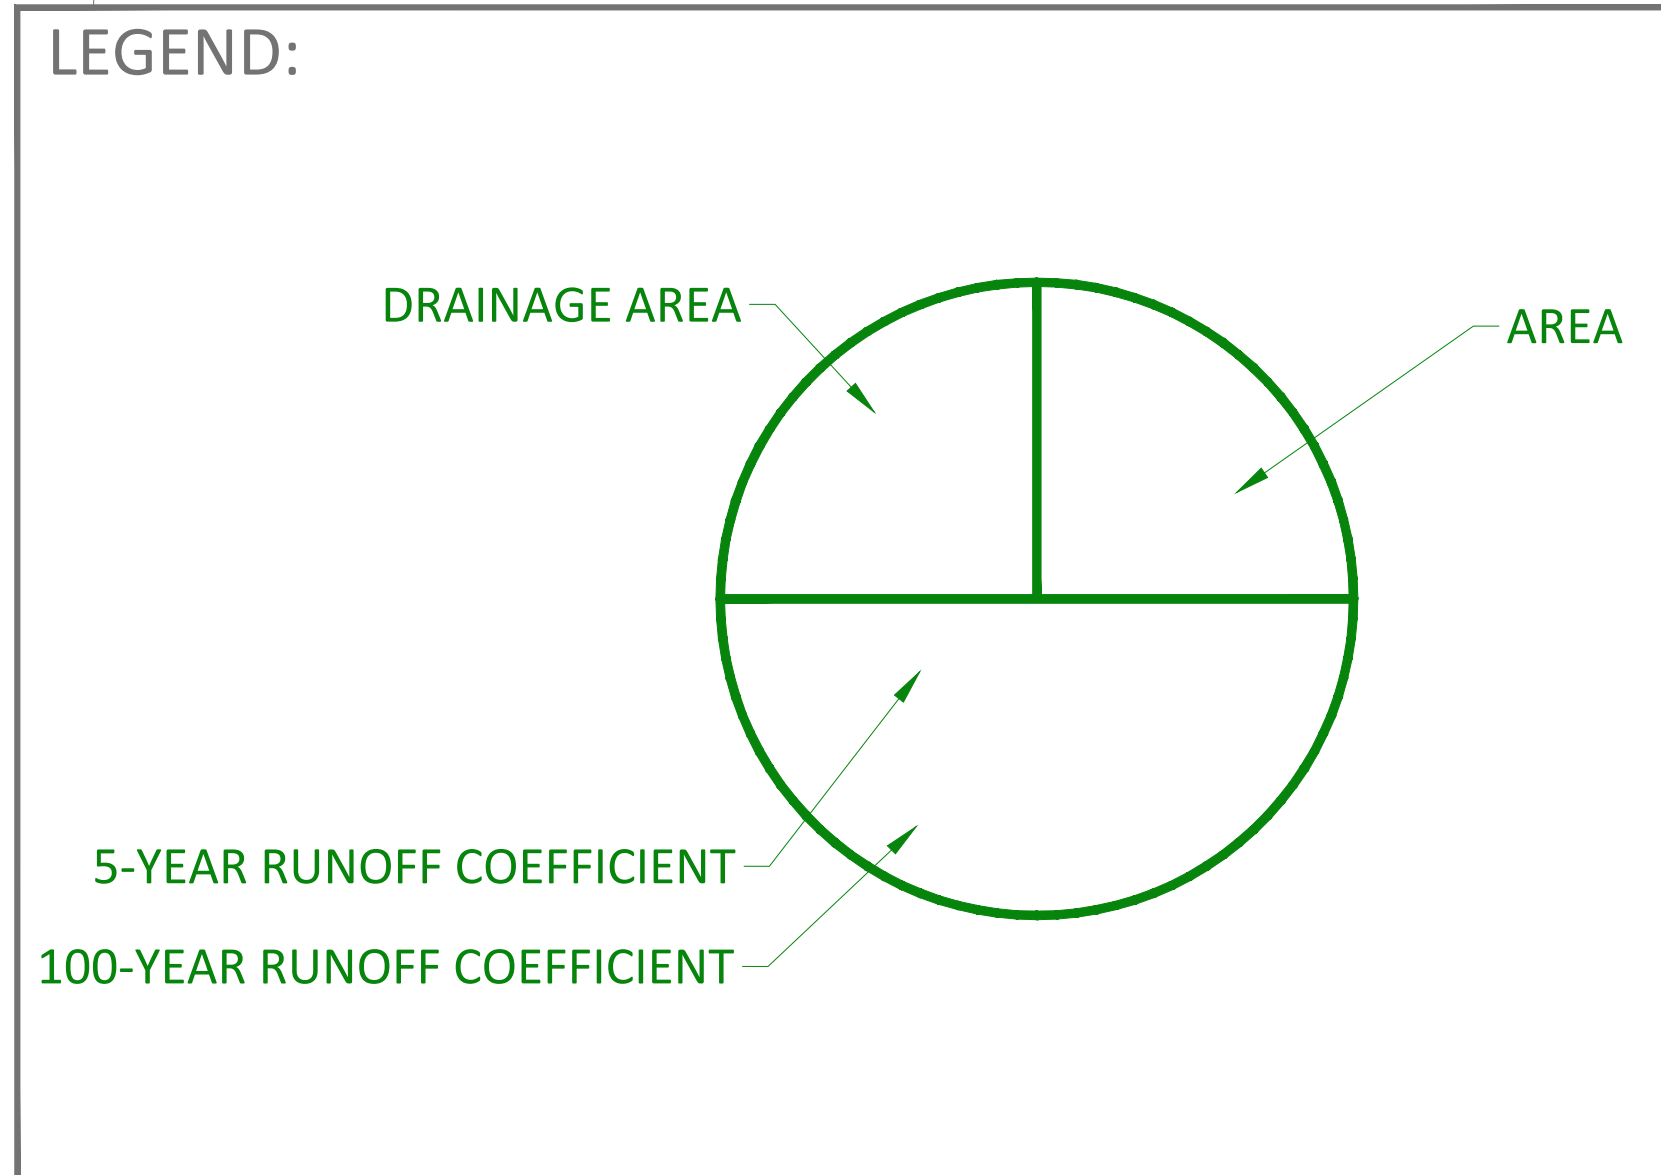 LEGEND:
DRAINAGE AREA
AREA
5-YEAR RUNOFF COEFFICIENT
100-YEAR RUNOFF COEFFICIENT